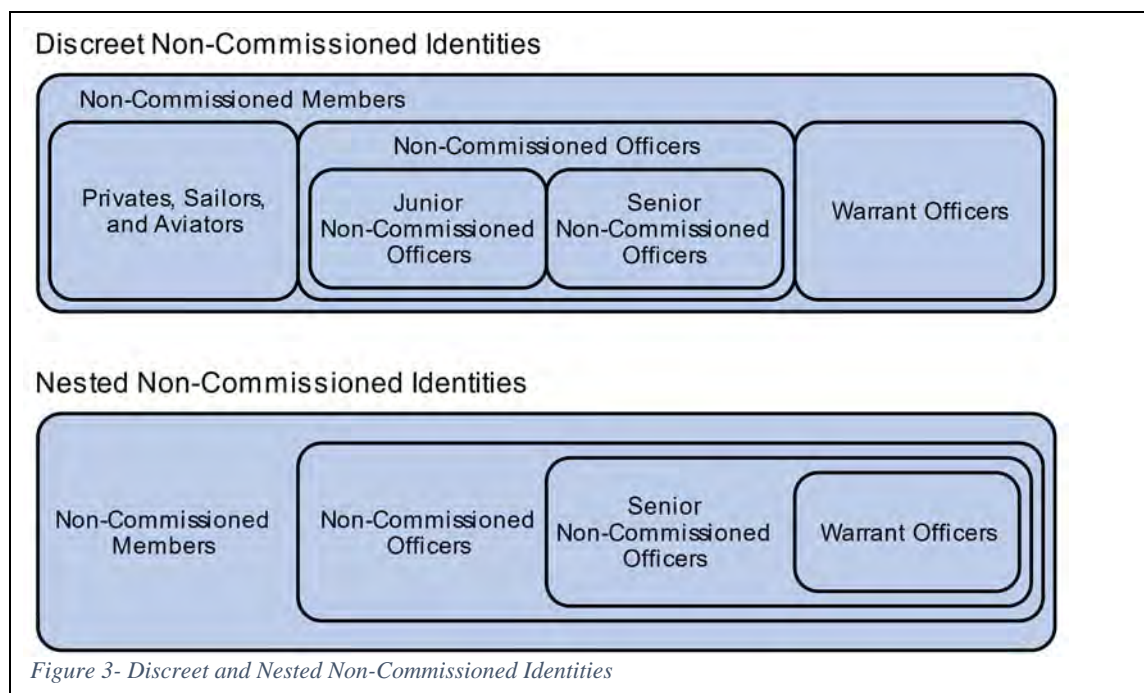 Discreet Non-Commissioned Identities
Non-Commissioned Members
Privates, Sailors,
and Aviators
Non-Commissioned Officers
Junior
Non-Commissioned
Officers
Senior
Non-Commissioned
Officers
Warrant Officers
Nested Non-Commissioned Identities
Non-Commissioned
Members
Non-Commissioned
Officers
Senior
Non-Commissioned
Officers
Warrant Officers
Figure 3- Discreet and Nested Non-Commissioned Identities